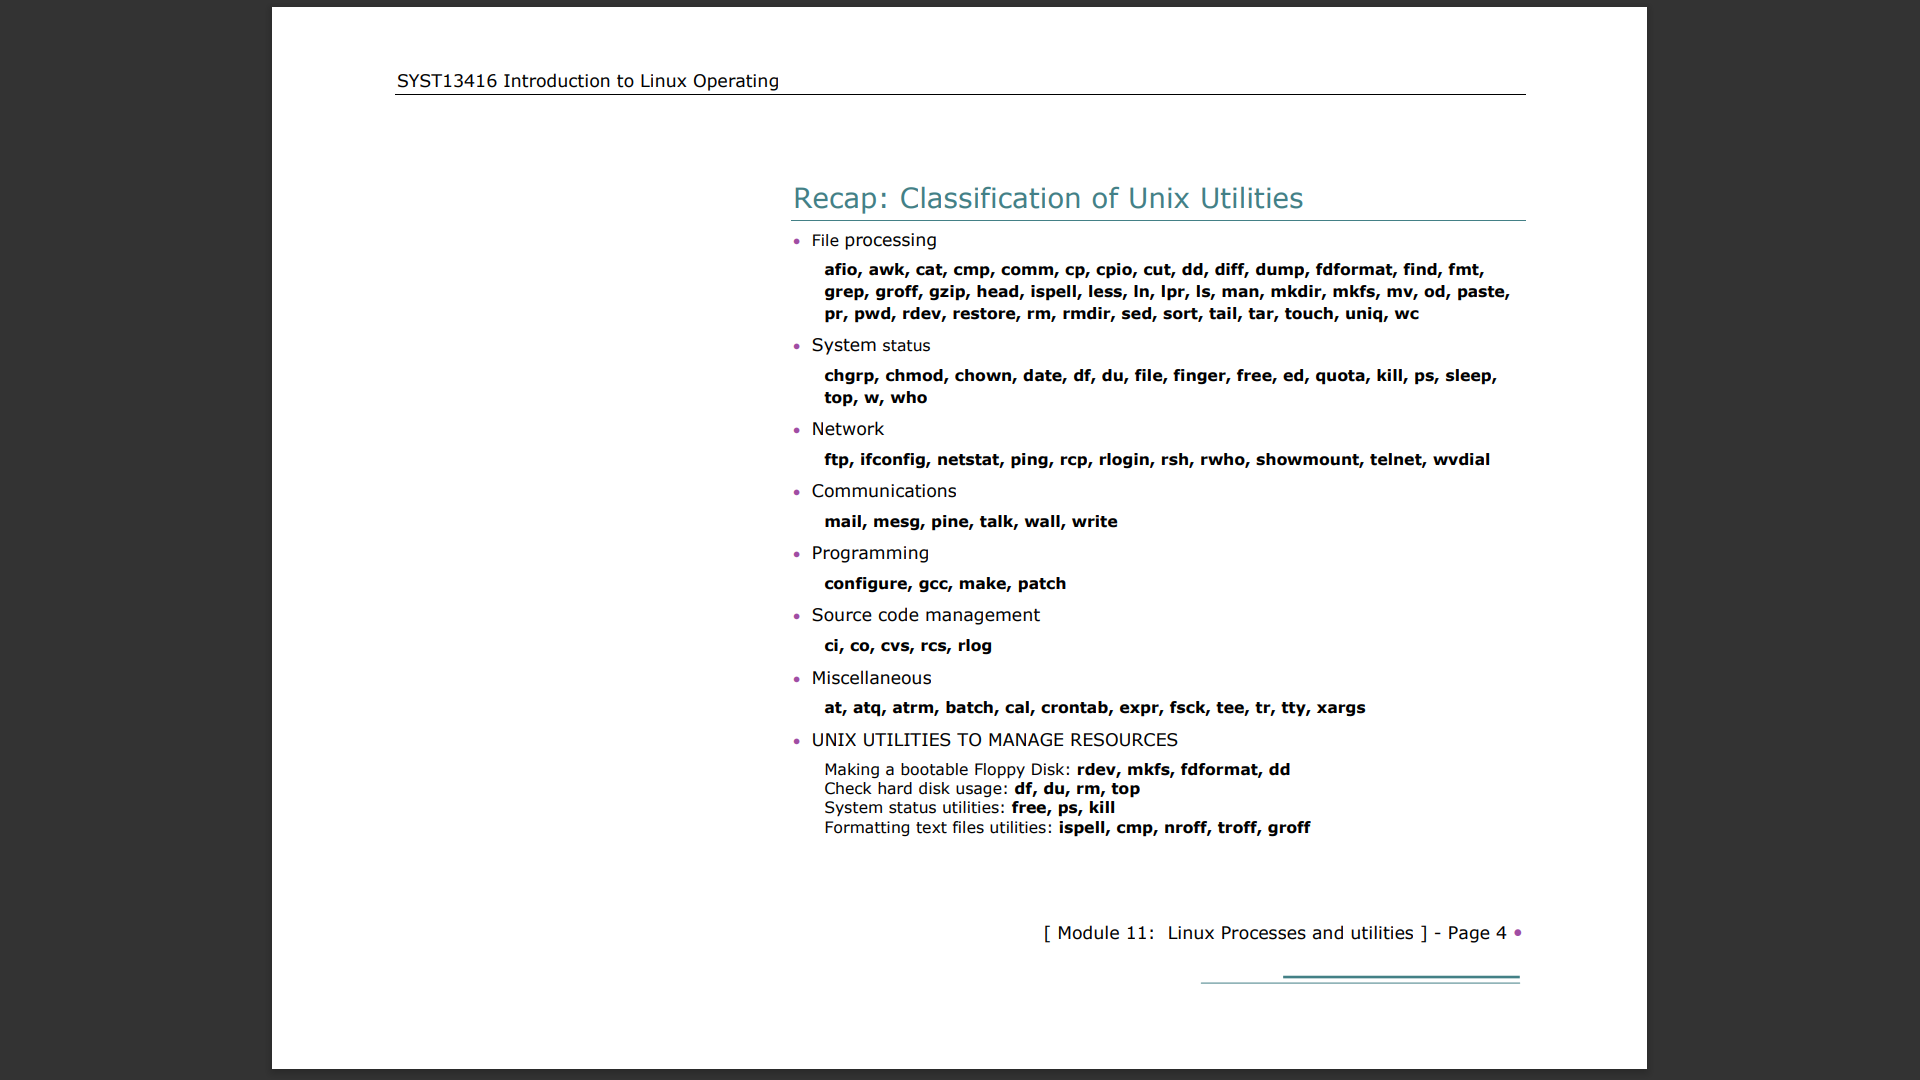 SYST13416 Introduction to Linux Operating
Recap: Classification of Unix Utilities
• File processing
afio, awk, cat, cmp, comm, cp, cpio, cut, dd, diff, dump, fdformat, find, fmt,
grep, groff, gzip, head, ispell, less, ln, lpr, ls, man, mkdir, mkfs, mv, od, paste,
pr, pwd, rdev, restore, rm, rmdir, sed, sort, tail, tar, touch, uniq, wc
• System status
chgrp, chmod, chown, date, df, du, file, finger, free, ed, quota, kill, ps, sleep,
top, w, who
• Network
ftp, ifconfig, netstat, ping, rcp, rlogin, rsh, rwho, showmount, telnet, wvdial
• Communications
mail, mesg, pine, talk, wall, write
• Programming
configure, gcc, make, patch
• Source code management
ci, co, cvs, rcs, rlog
• Miscellaneous
at, atq, atrm, batch, cal, crontab, expr, fsck, tee, tr, tty, xargs
• UNIX UTILITIES TO MANAGE RESOURCES
Making a bootable Floppy Disk: rdev, mkfs, fdformat, dd
Check hard disk usage: df, du, rm, top
System status utilities: free, ps, kill
Formatting text files utilities: ispell, cmp, nroff, troff, groff
[ Module 11: Linux Processes and utilities ] - Page 4 •